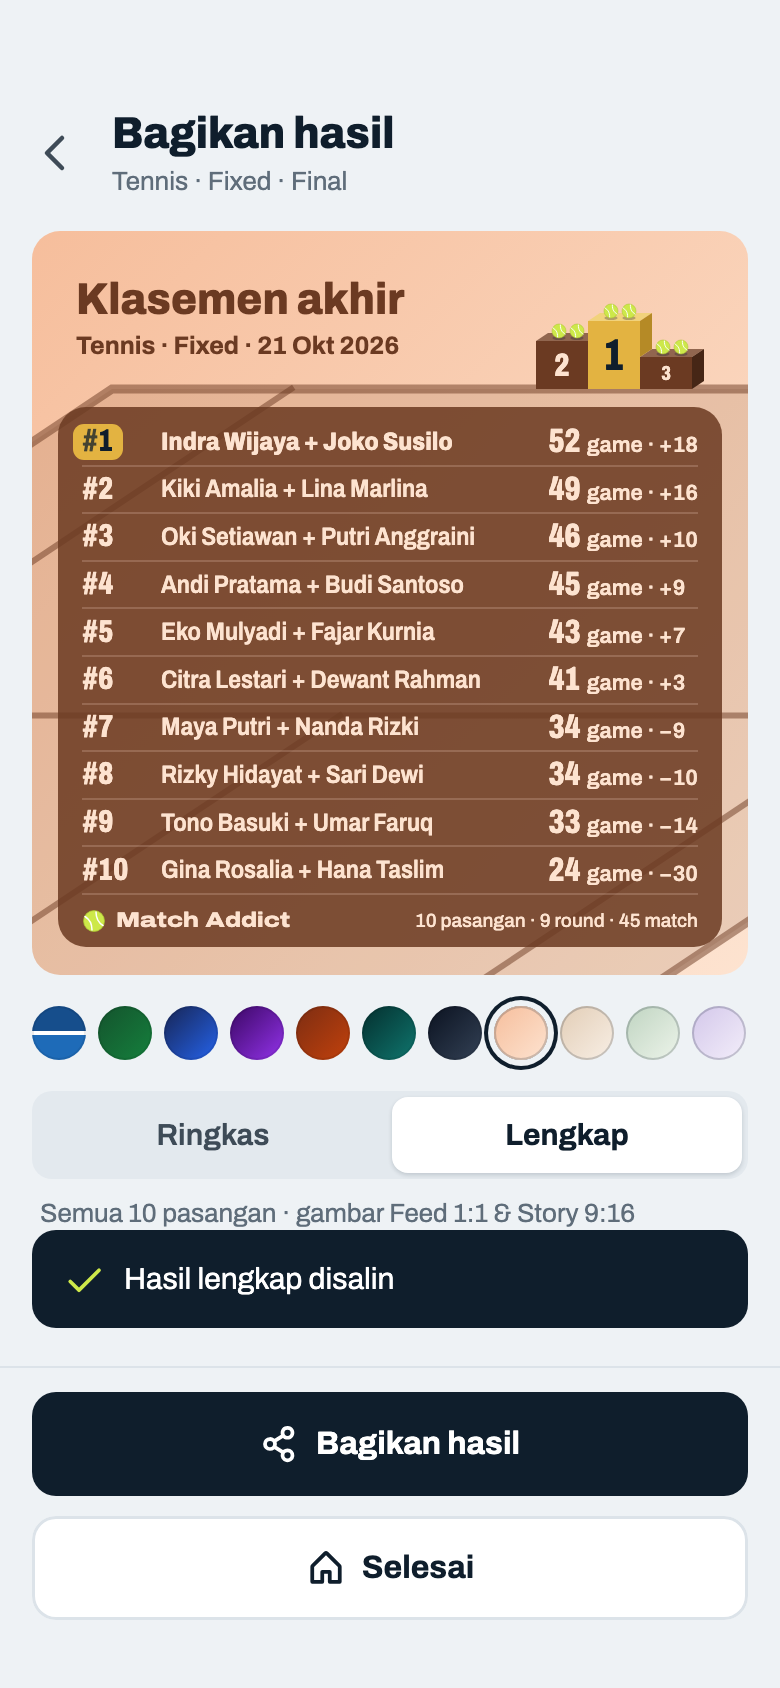 Bagikan hasil
Tennis · Fixed · Final
Klasemen akhir
Tennis · Fixed · 21 Okt 2026
2 1 3
#1 Indra Wijaya + Joko Susilo 52 game · +18
#2 Kiki Amalia + Lina Marlina 49 game · +16
#3 Oki Setiawan + Putri Anggraini 46 game · +10
#4 Andi Pratama + Budi Santoso 45 game · +9
#5 Eko Mulyadi + Fajar Kurnia 43 game · +7
#6 Citra Lestari + Dewant Rahman 41 game · +3
#7 Maya Putri + Nanda Rizki 34 game · −9
#8 Rizky Hidayat + Sari Dewi 34 game · −10
#9 Tono Basuki + Umar Faruq 33 game · −14
#10 Gina Rosalia + Hana Taslim 24 game · −30
Match Addict 10 pasangan · 9 round · 45 match
Ringkas Lengkap
Semua 10 pasangan · gambar Feed 1:1 & Story 9:16
Hasil lengkap disalin
Bagikan hasil
Selesai